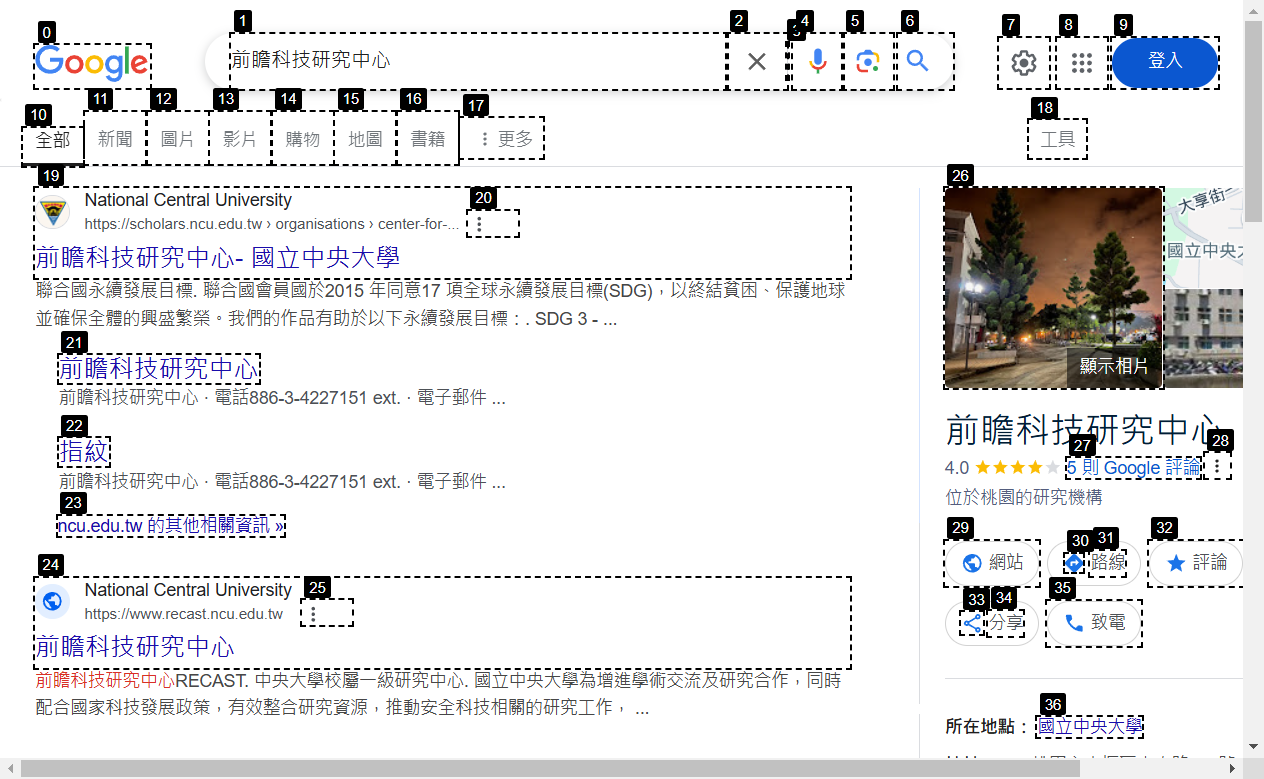 0
1
2
3
4
5
6
7
8
9
Google
前瞻科技研究中心
登入
10
11
12
13
14
15
16
17
18
全部
新聞
圖片
影片
購物
地圖
書籍
更多
工具
19
20
National Central University
https://scholars.ncu.edu.tw › organisations › center-for-...
前瞻科技研究中心- 國立中央大學
聯合國永續發展目標. 聯合國會員國於2015 年同意17 項全球永續發展目標(SDG)，以終結貧困、保護地球
並確保全體的興盛繁榮。我們的作品有助於以下永續發展目標：. SDG 3 - ...
21
前瞻科技研究中心
前瞻科技研究中心 · 電話886-3-4227151 ext. · 電子郵件 ...
22
指紋
前瞻科技研究中心 · 電話886-3-4227151 ext. · 電子郵件 ...
23
ncu.edu.tw 的其他相關資訊 »
24
25
National Central University
https://www.recast.ncu.edu.tw
前瞻科技研究中心
前瞻科技研究中心RECAST. 中央大學校屬一級研究中心. 國立中央大學為增進學術交流及研究合作，同時
配合國家科技發展政策，有效整合研究資源，推動安全科技相關的研究工作， ...
26
大享街
國立中央大
顯示相片
前瞻科技研究中心
27
28
4.0
5 則 Google 評論
位於桃園的研究機構
29
30
31
32
網站
路線
評論
33
34
35
分享
致電
36
所在地點：
國立中央大學